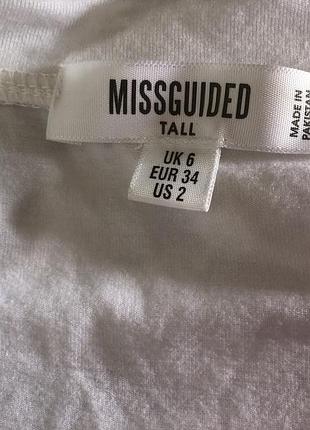 MISSGUIDED
TALL
UK 6
EUR 34
US 2
MADE IN
PAKISTAN